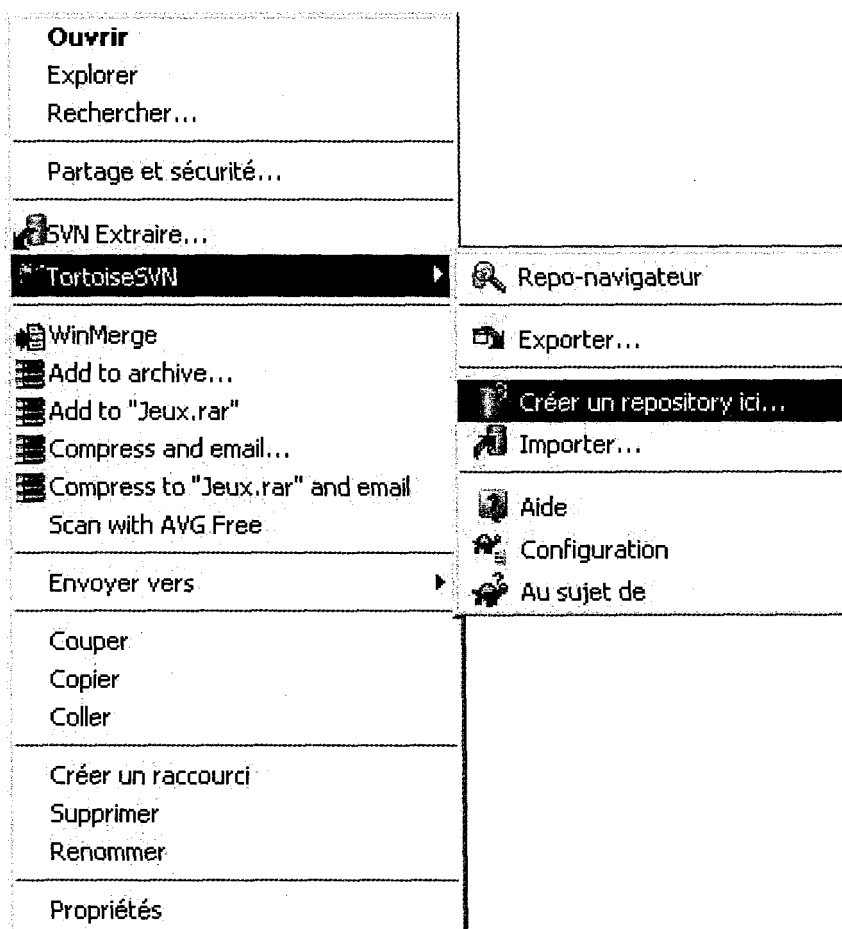 Ouvrir
Explorer
Rechercher...
Partage et sécurité...
SVN Extraire...
TortoiseSVN
WinMerge
Add to archive...
Add to "Jeux.rar"
Compress and email...
Compress to "Jeux.rar" and email
Scan with AVG Free
Envoyer vers
Couper
Copier
Coller
Créer un raccourci
Supprimer
Renommer
Propriétés
Repo-navigateur
Exporter...
Créer un repository ici...
Importer...
Aide
Configuration
Au sujet de